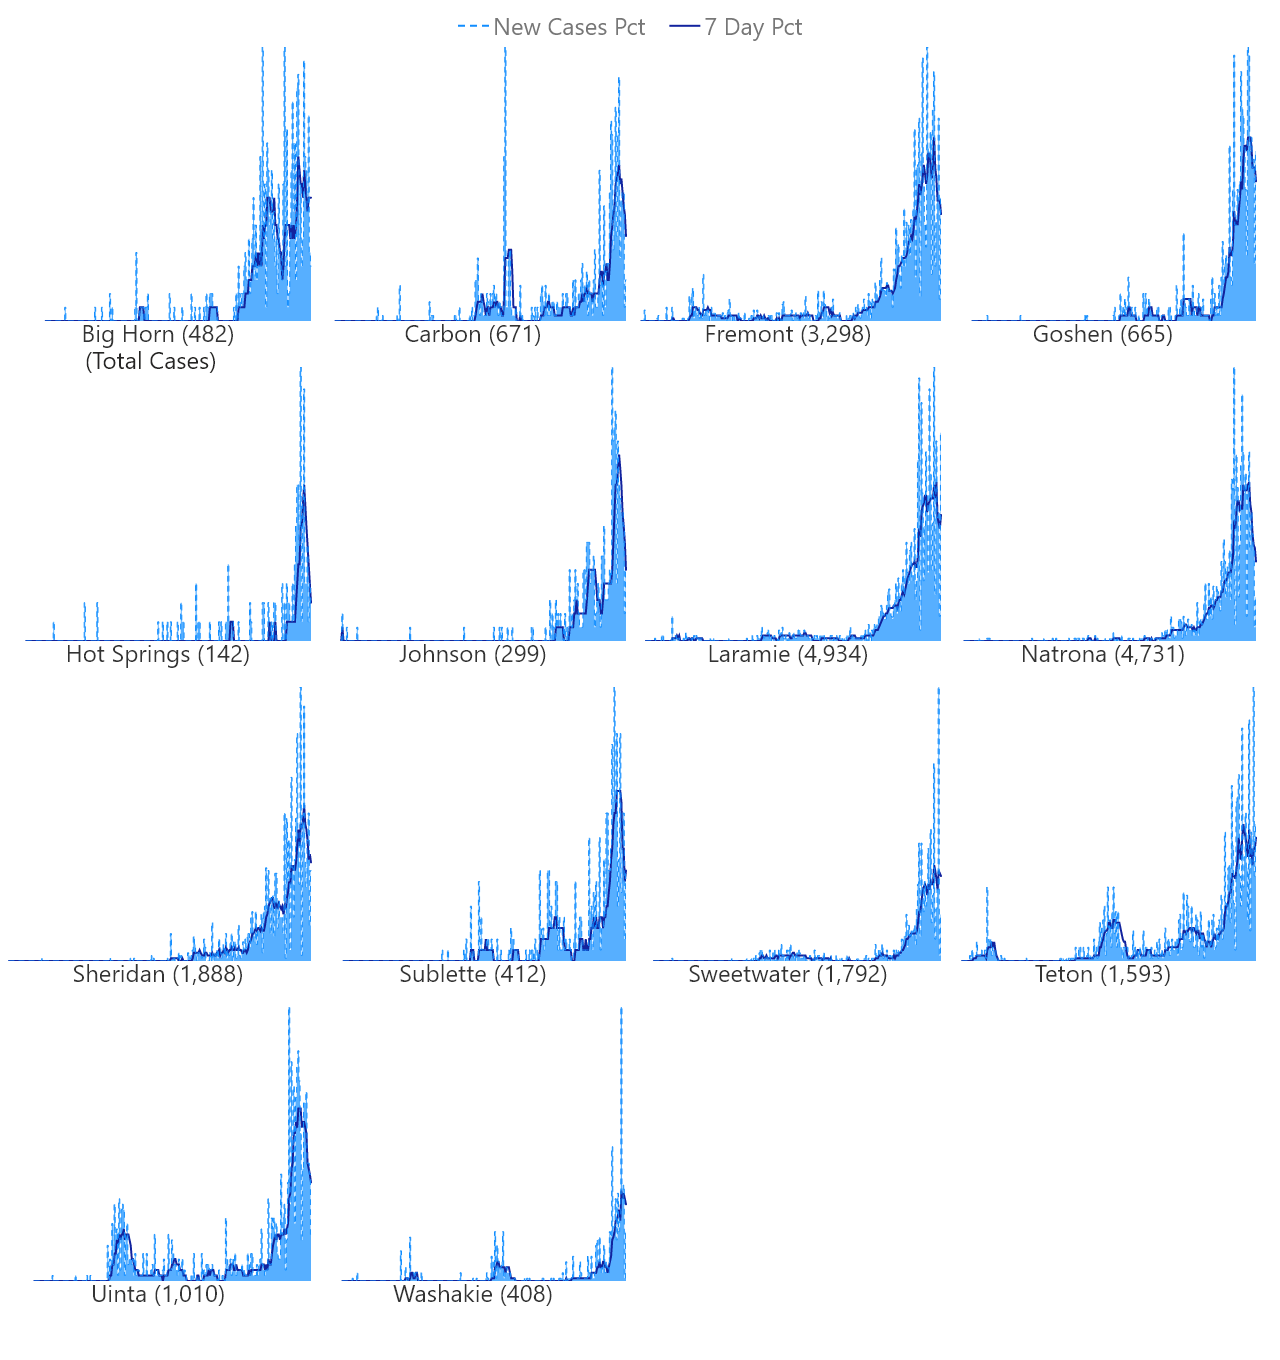 New Cases Pct 7 Day Pct
Big Horn (482) Carbon (671) Fremont (3,298) Goshen (665)
(Total Cases)
Hot Springs (142) Johnson (299) Laramie (4,934) Natrona (4,731)
Sheridan (1,888) Sublette (412) Sweetwater (1,792) Teton (1,593)
Uinta (1,010) Washakie (408)